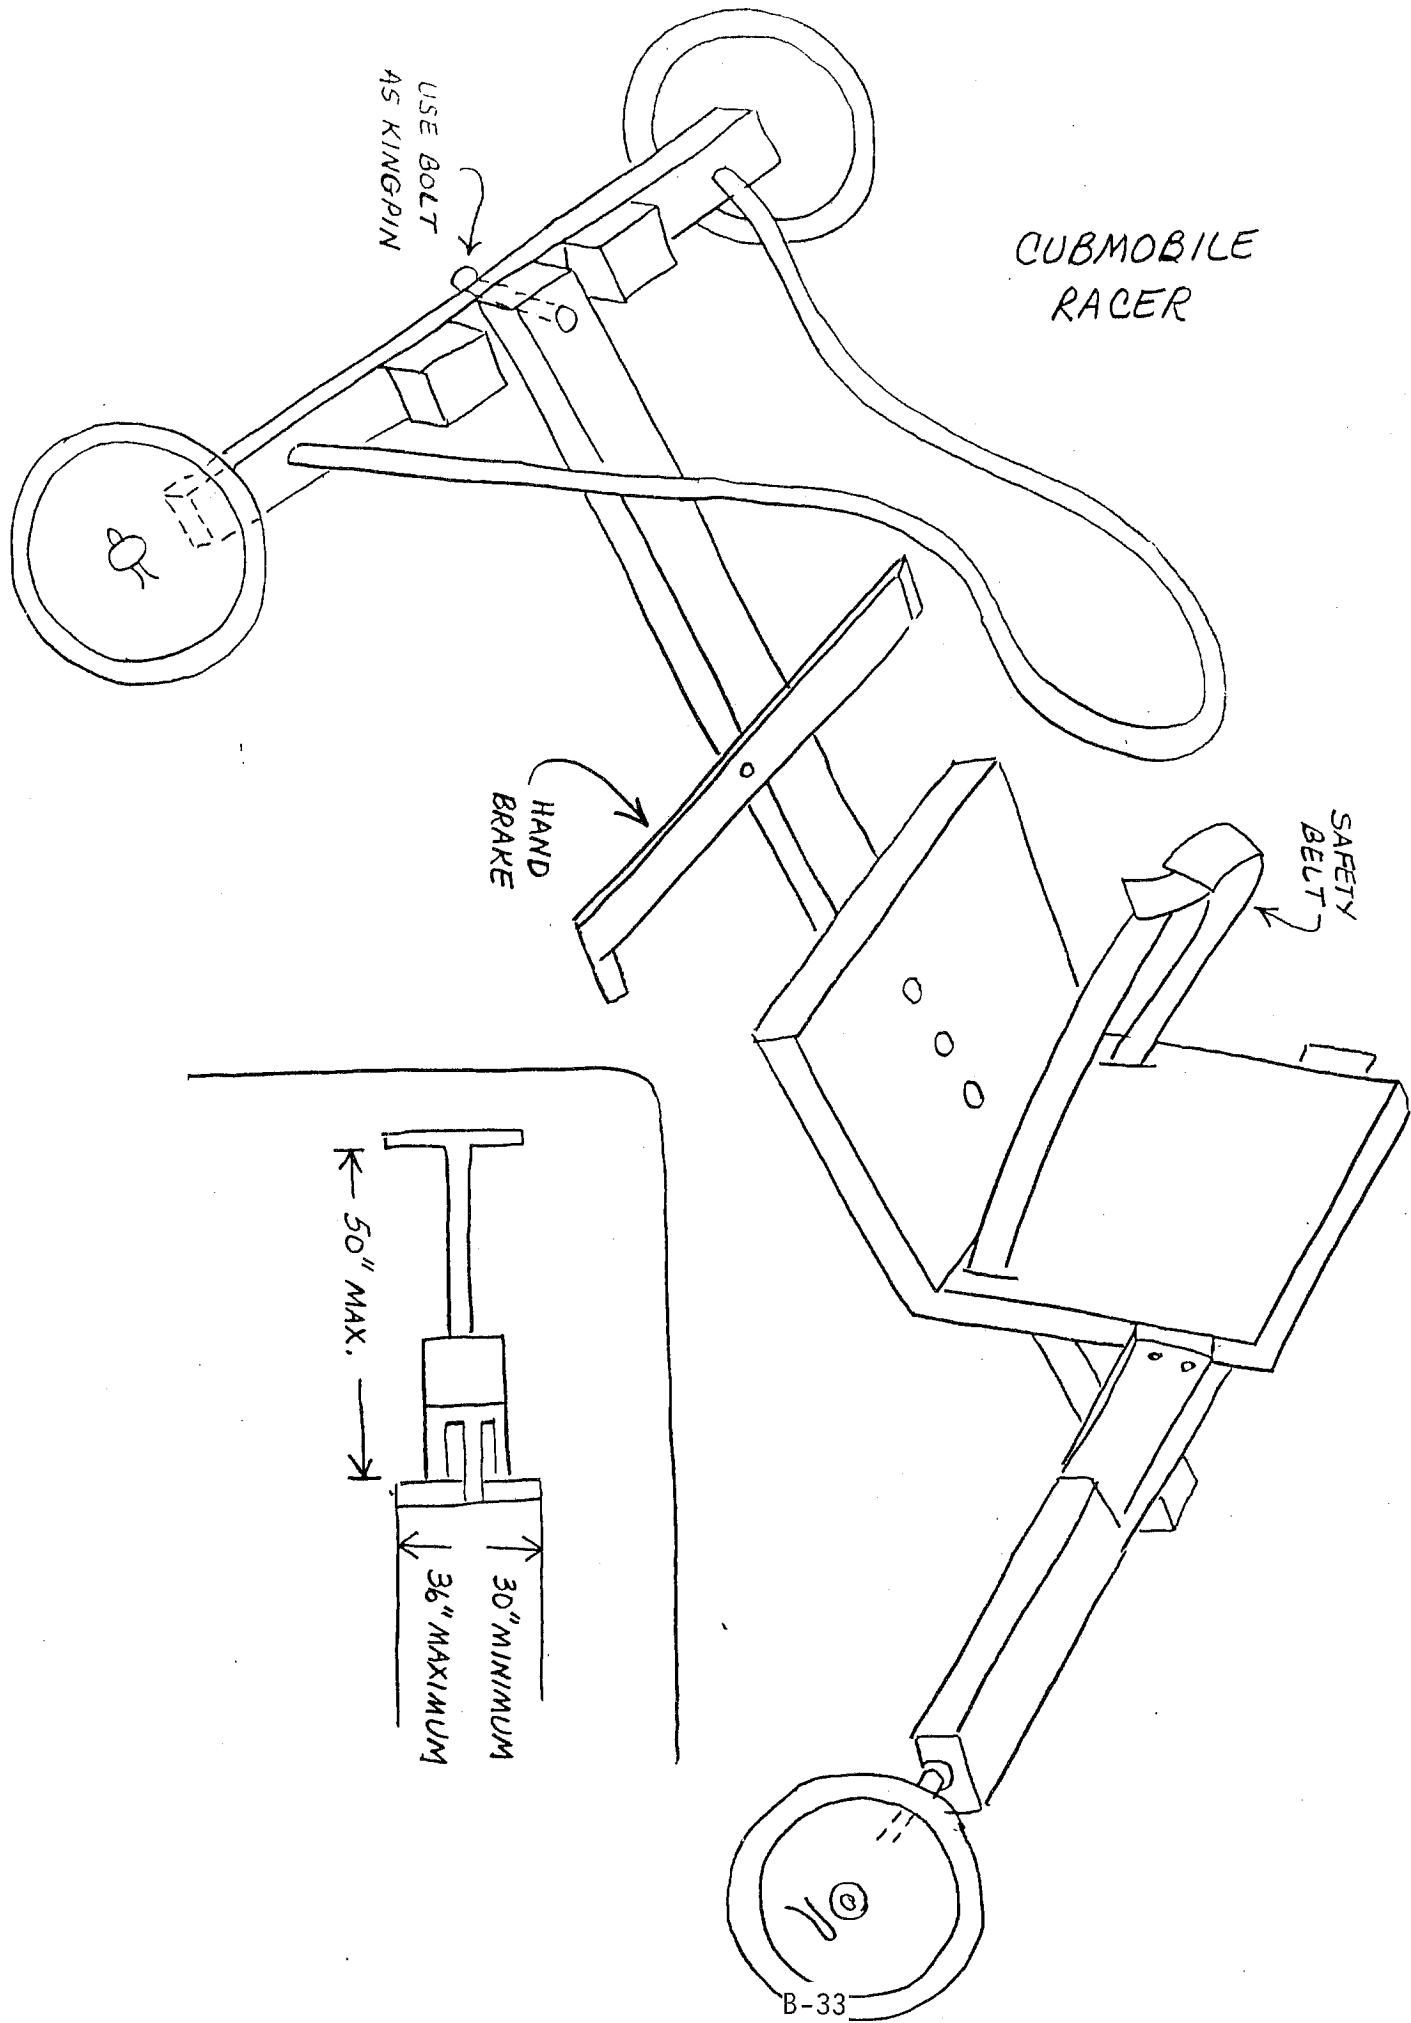 CUBMOBILE
RACER
USE BOLT
AS KINGPIN
SAFETY
BELT
HAND
BRAKE
50" MAX.
30" MINIMUM
36" MAXIMUM
B-33